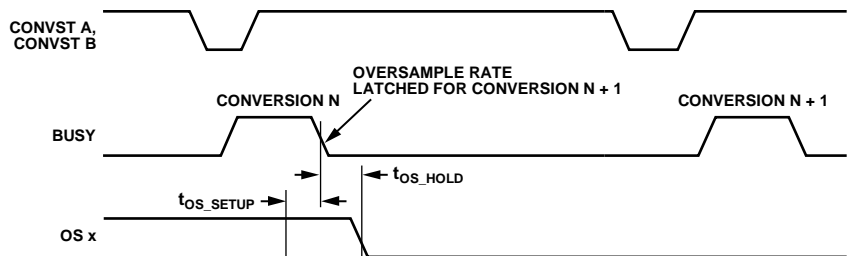 CONVST A,
CONVST B
OVERSAMPLE RATE
LATCHED FOR CONVERSION N + 1
CONVERSION N
CONVERSION N + 1
BUSY
tOS_HOLD
tOS_SETUP
OS x